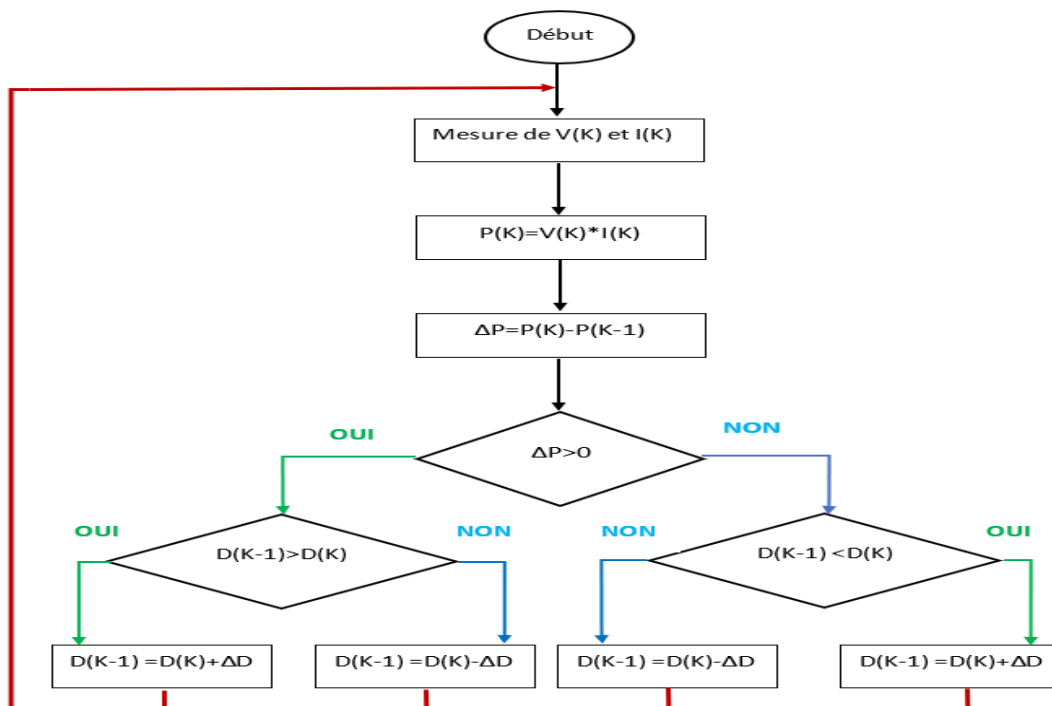 Début
Mesure de V(K) et I(K)
P(K)=V(K)*I(K)
ΔP=P(K)-P(K-1)
OUI
NON
ΔP>0
OUI
NON
NON
OUI
D(K-1)>D(K)
D(K-1) <D(K)
D(K-1) =D(K)+ΔD
D(K-1) =D(K)-ΔD
D(K-1) =D(K)-ΔD
D(K-1) =D(K)+ΔD